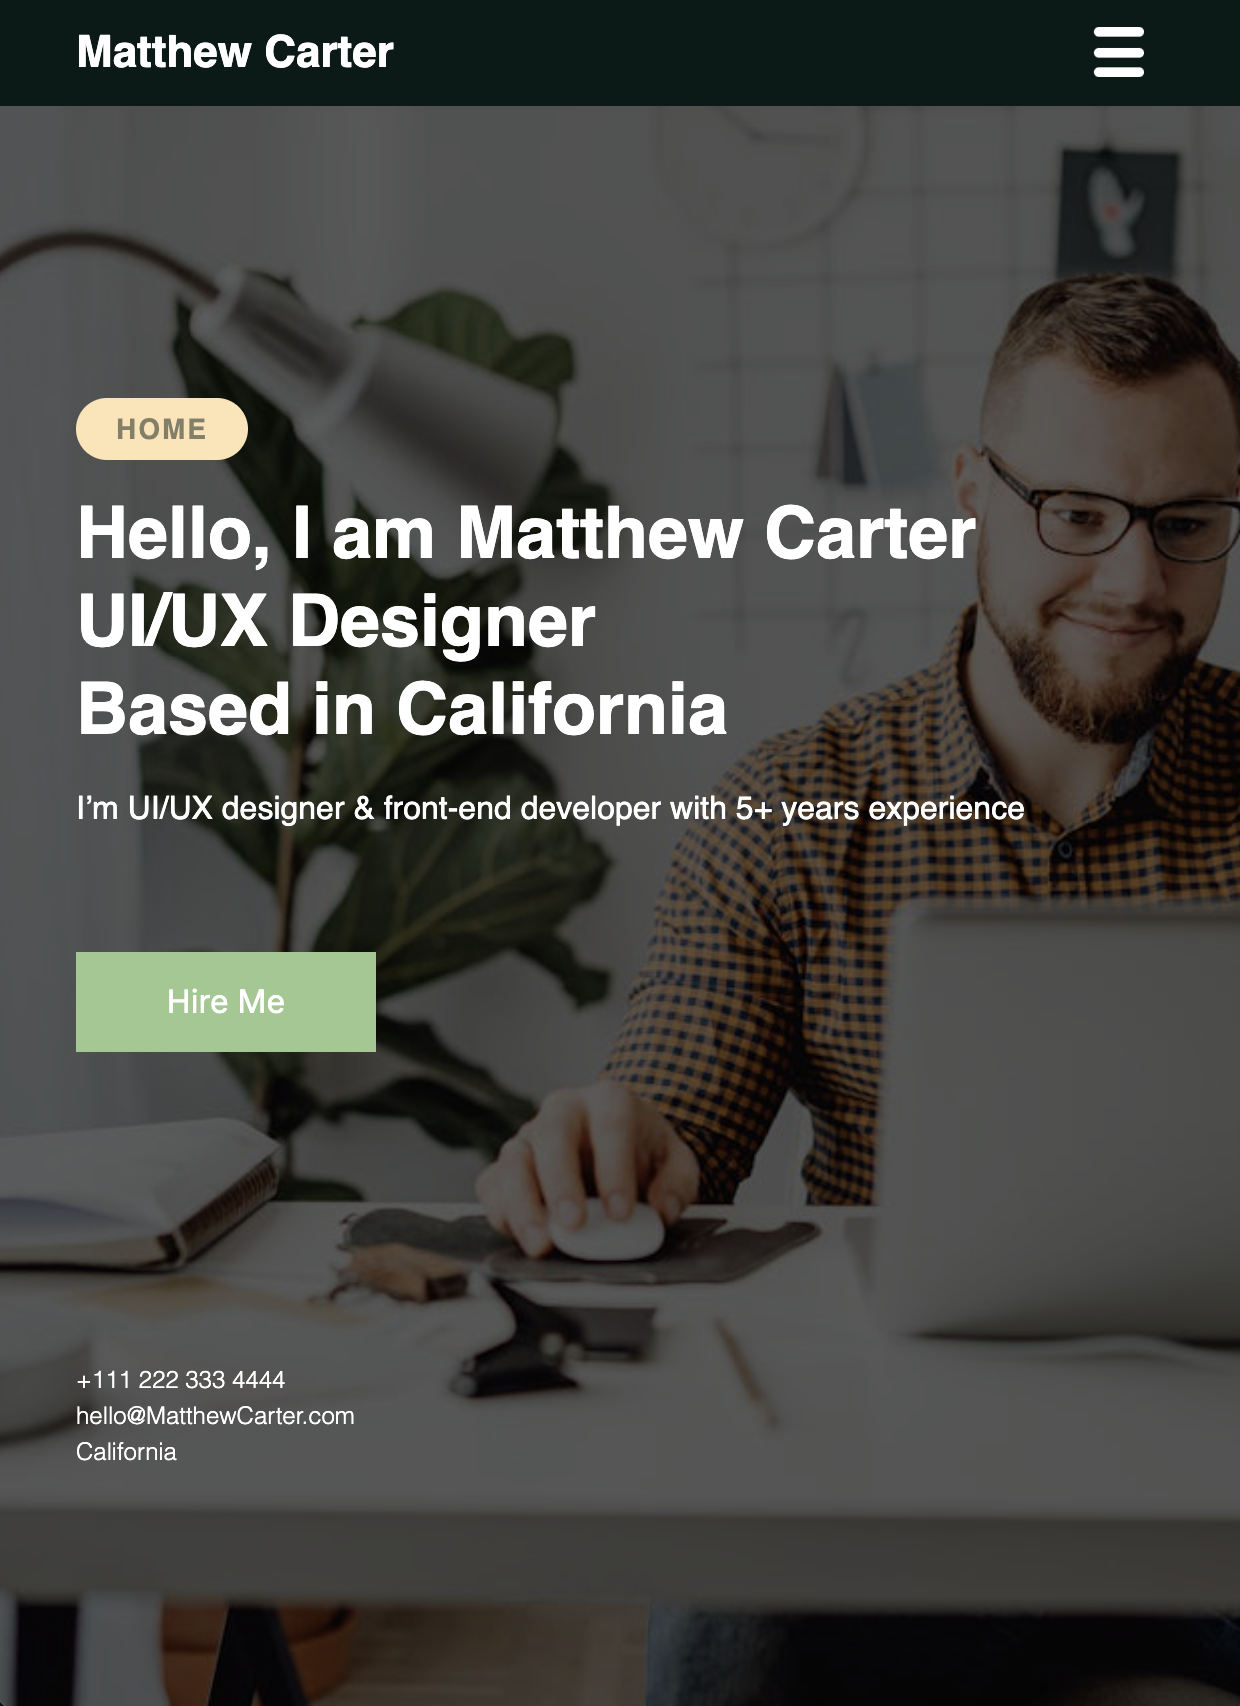 Matthew Carter
HOME
Hello, I am Matthew Carter
UI/UX Designer
Based in California
I’m UI/UX designer & front-end developer with 5+ years experience
Hire Me
+111 222 333 4444
hello@MatthewCarter.com
California